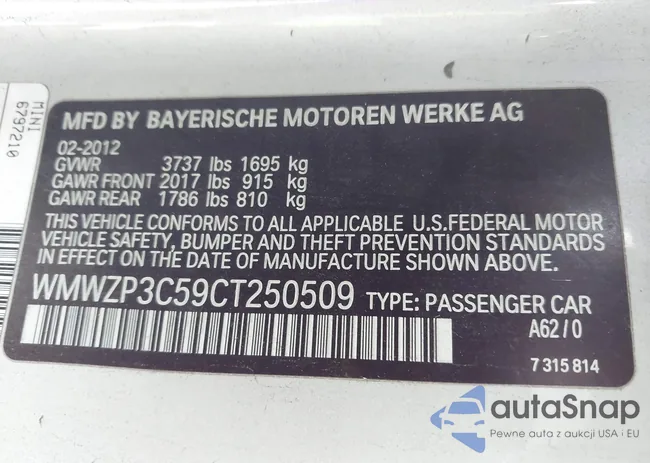 MINI
6797210
MFD BY BAYERISCHE MOTOREN WERKE AG
02-2012
GVWR 3737 lbs 1695 kg
GAWR FRONT 2017 lbs 915 kg
GAWR REAR 1786 lbs 810 kg
THIS VEHICLE CONFORMS TO ALL APPLICABLE U.S.FEDERAL MOTOR
VEHICLE SAFETY, BUMPER AND THEFT PREVENTION STANDARDS
IN EFFECT ON THE DATE OF MANUFACTURE SHOWN ABOVE.
WMWZP3C59CT250509 TYPE: PASSENGER CAR
A62/0
7 315 814
autoSnap
Pewne auta z aukcji USA i EU